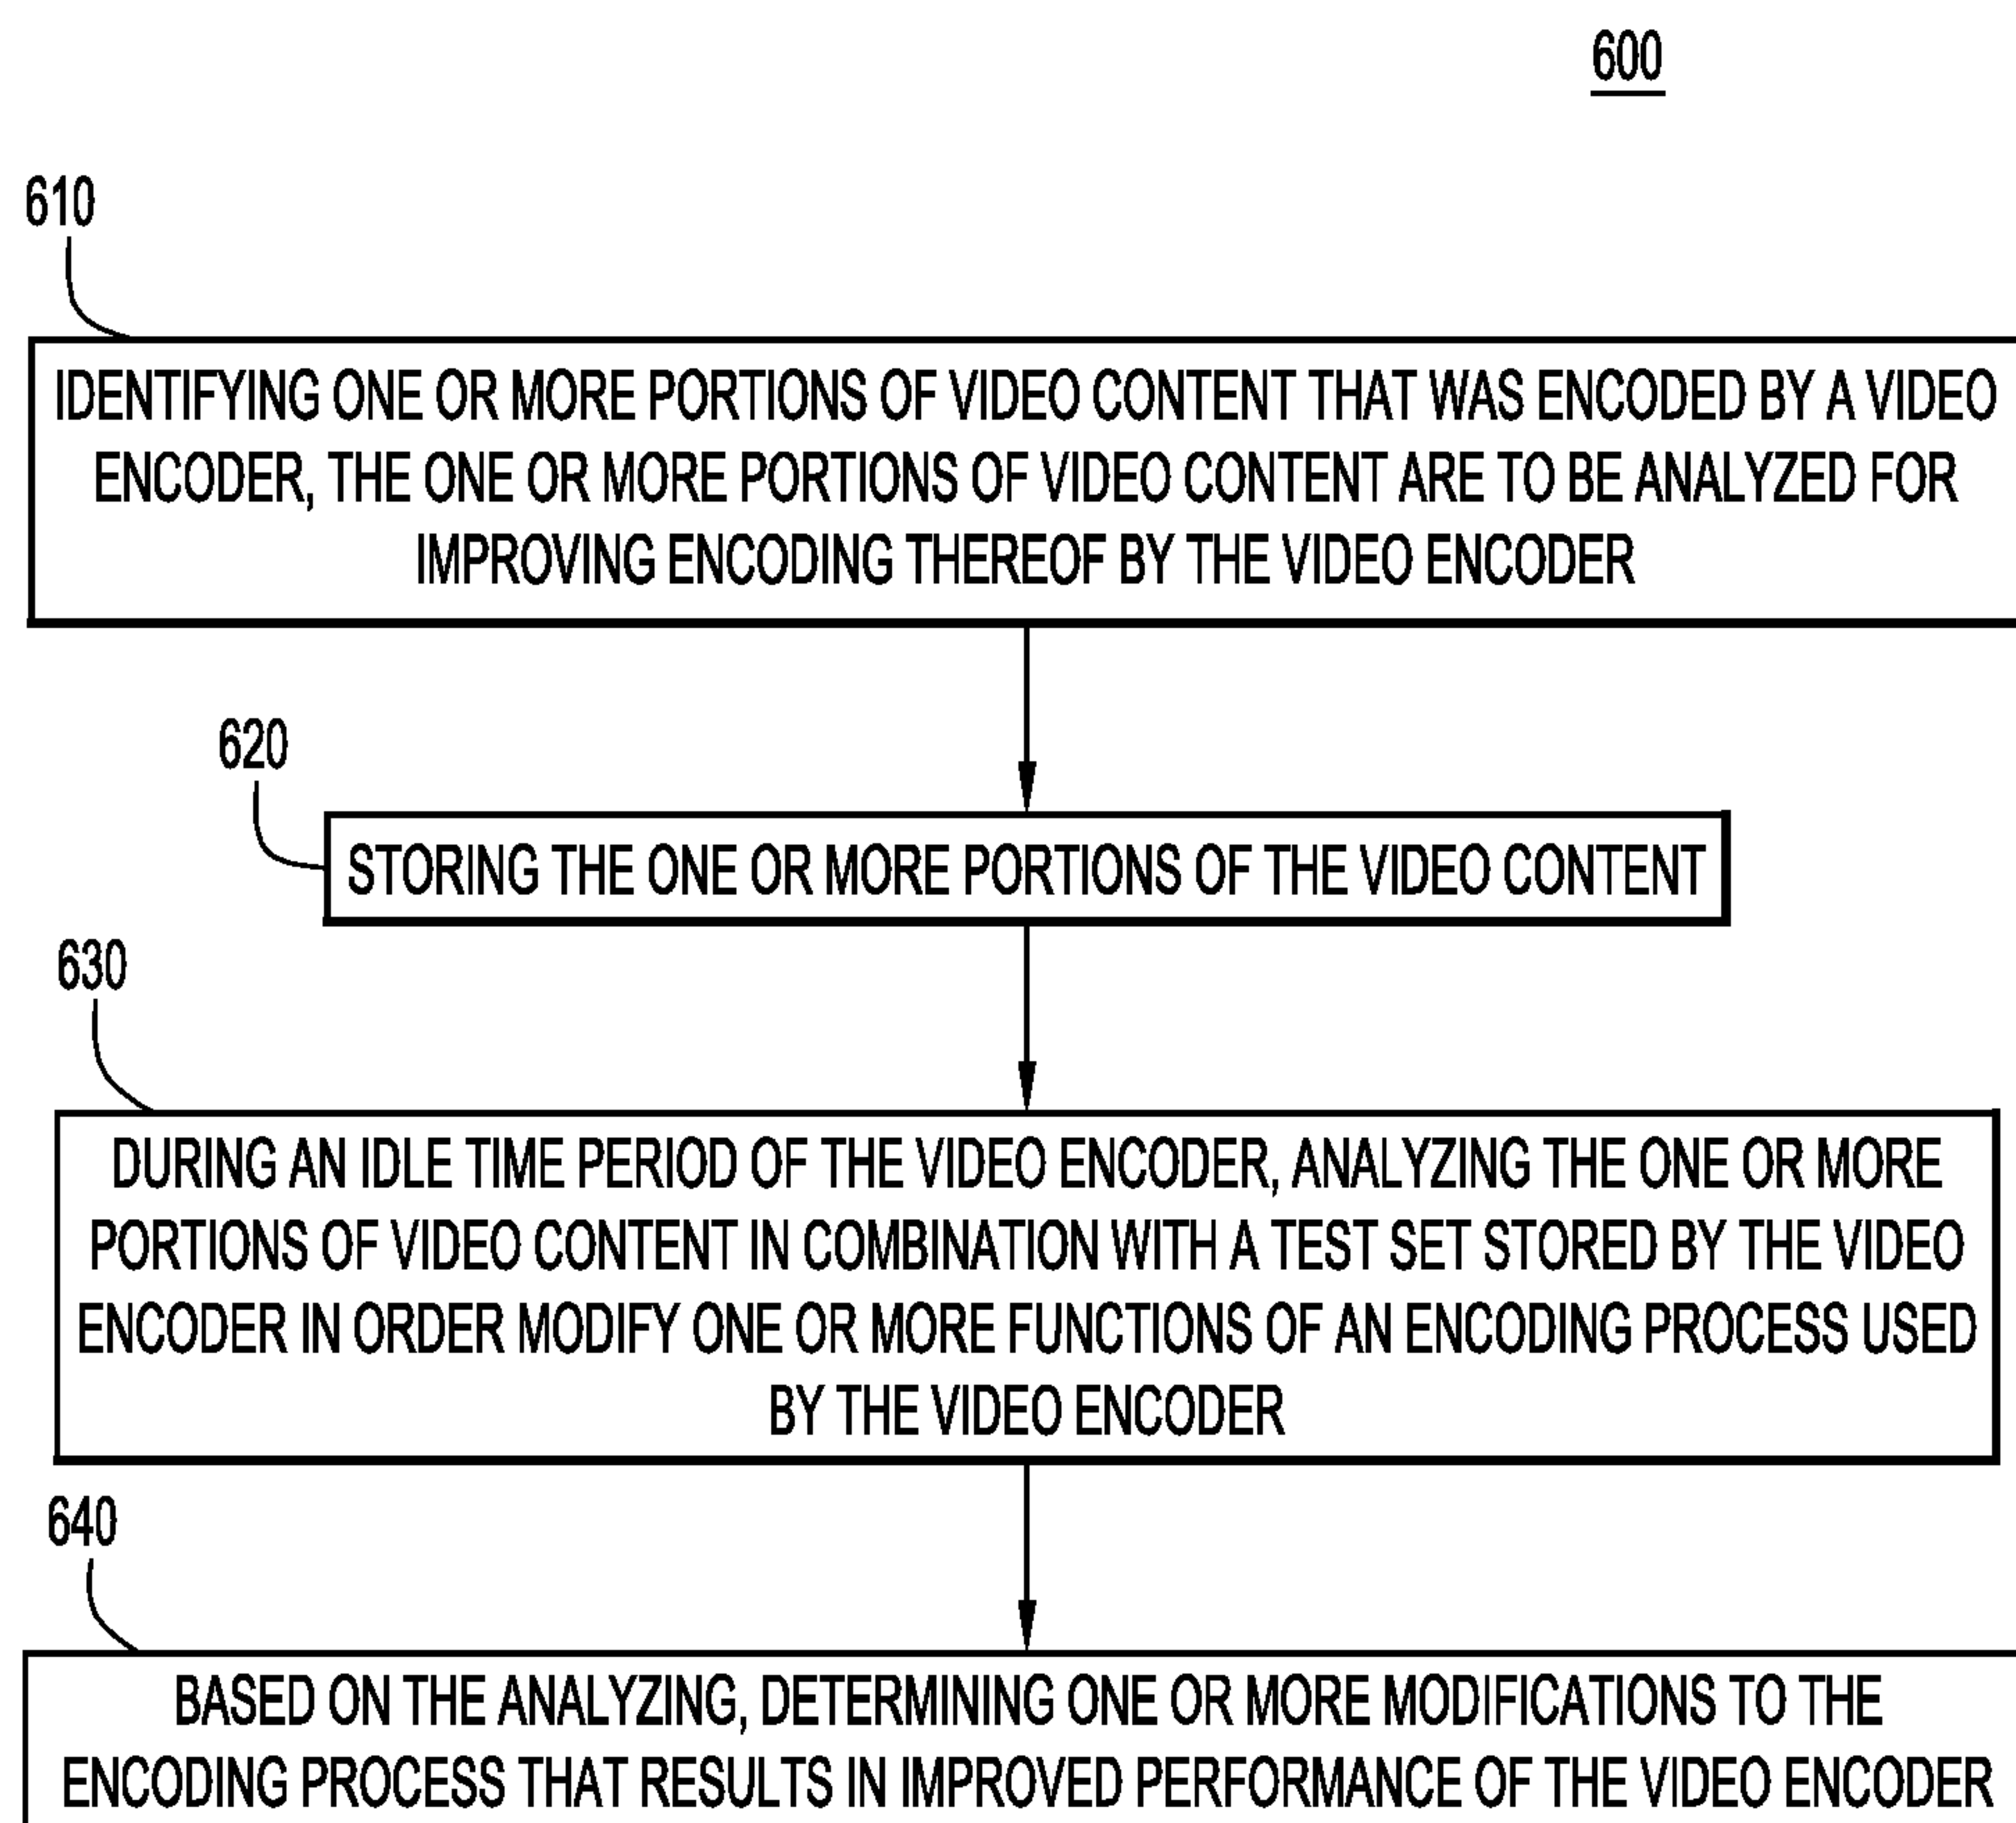 600
610
IDENTIFYING ONE OR MORE PORTIONS OF VIDEO CONTENT THAT WAS ENCODED BY A VIDEO
ENCODER, THE ONE OR MORE PORTIONS OF VIDEO CONTENT ARE TO BE ANALYZED FOR
IMPROVING ENCODING THEREOF BY THE VIDEO ENCODER
620
STORING THE ONE OR MORE PORTIONS OF THE VIDEO CONTENT
630
DURING AN IDLE TIME PERIOD OF THE VIDEO ENCODER, ANALYZING THE ONE OR MORE
PORTIONS OF VIDEO CONTENT IN COMBINATION WITH A TEST SET STORED BY THE VIDEO
ENCODER IN ORDER MODIFY ONE OR MORE FUNCTIONS OF AN ENCODING PROCESS USED
BY THE VIDEO ENCODER
640
BASED ON THE ANALYZING, DETERMINING ONE OR MORE MODIFICATIONS TO THE
ENCODING PROCESS THAT RESULTS IN IMPROVED PERFORMANCE OF THE VIDEO ENCODER